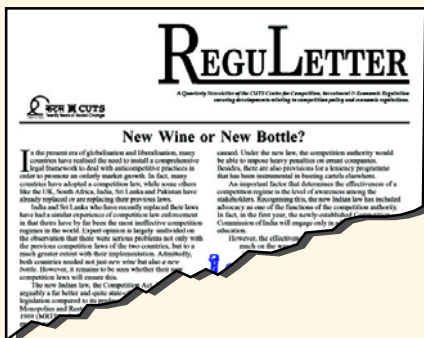 REGULETTER
A Quarterly Newsletter of the CUTS Centre for Competition, Investment & Economic Regulation
covering developments relating to competition policy and economic regulations.
कट्स CUTS
New Wine or New Bottle?
In the present era of globalisation and liberalisation, many
countries have realised the need to install a comprehensive
legal framework to deal with anticompetitive practices in
order to promote an orderly market growth. In fact, many
countries have adopted a competition law, while some others
like the UK, South Africa, India, Sri Lanka and Pakistan have
already replaced or are replacing their previous laws.
India and Sri Lanka who have recently replaced their laws
have had a similar experience of competition law enforcement
in that theirs have by far been the most ineffective competition
regimes in the world. Expert opinion is largely undivided on
the observation that there were serious problems not only with
the previous competition laws of the two countries, but to a
much greater extent with their implementation. Admittedly,
both countries needed not just new wine but also a new
bottle. However, it remains to be seen whether their new
competition laws will ensure this.
The new Indian law, the Competition Act
arguably a far better and quite
legislation compared to its
Monopolies and
1969
caused. Under the new law, the competition authority would
be able to impose heavy penalties on errant companies.
Besides, there are also provisions for a leniency programme
that has been instrumental in busting cartels elsewhere.
An important factor that determines the effectiveness of a
competition regime is the level of awareness among the
stakeholders. Recognising this, the new Indian law has included
advocacy as one of the functions of the competition authority.
In fact, in the first year, the newly-established Competition
Commission of India will engage only in
education.
However, the
much on the